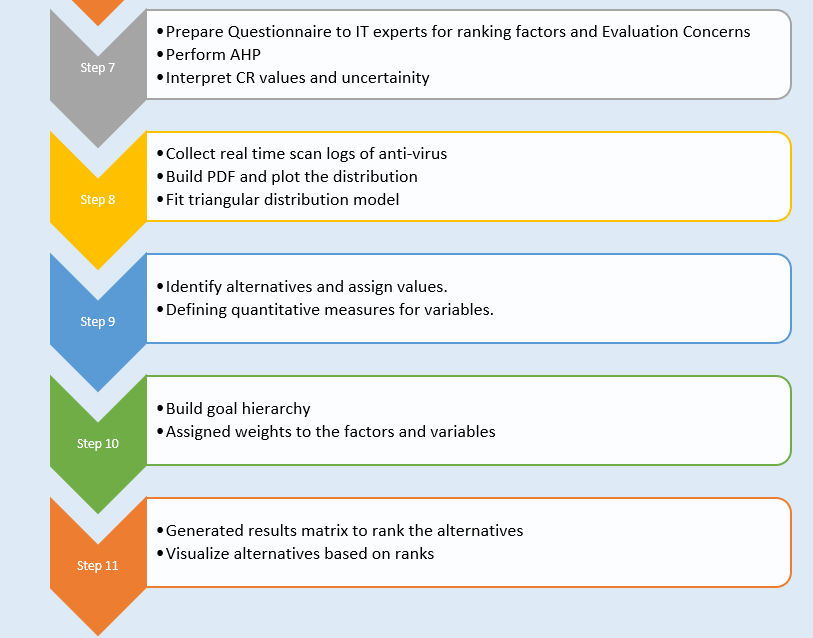 Step 7
•Prepare Questionnaire to IT experts for ranking factors and Evaluation Concerns
•Perform AHP
•Interpret CR values and uncertainity
Step 8
•Collect real time scan logs of anti-virus
•Build PDF and plot the distribution
•Fit triangular distribution model
Step 9
•Identify alternatives and assign values.
•Defining quantitative measures for variables.
Step 10
•Build goal hierarchy
•Assigned weights to the factors and variables
Step 11
•Generated results matrix to rank the alternatives
•Visualize alternatives based on ranks